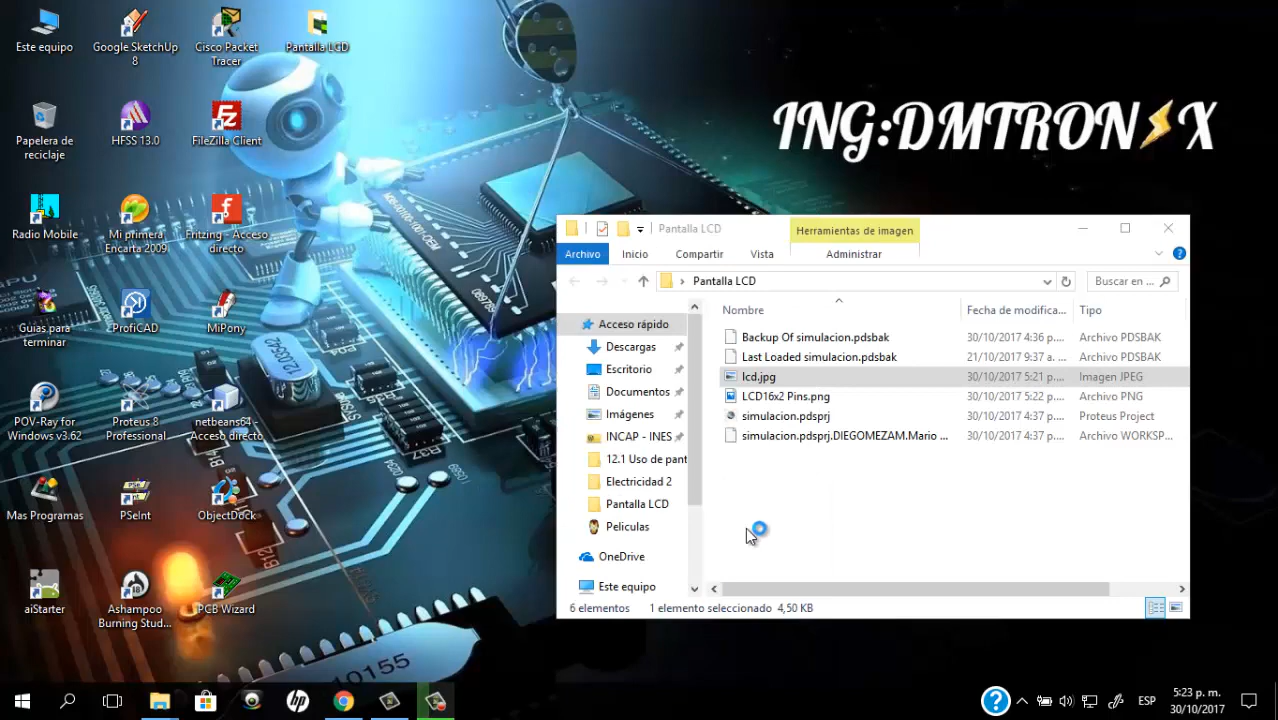 Este equipo
Google SketchUp
8
Cisco Packet
Tracer
Pantalla LCD
Papelera de
reciclaje
HFSS 13.0
FileZilla Client
Radio Mobile
Mi primera
Encarta 2009
Fritzing - Acceso
directo
Guias para
terminar
ProfiCAD
MiPony
POV-Ray for
Windows v3.62
Proteus 8
Professional
netbeans64 -
Acceso directo
Mas Programas
PSeInt
ObjectDock
aiStarter
Ashampoo
Burning Stud...
PCB Wizard
ING:DMTRON⚡X
Pantalla LCD
Herramientas de imagen
Archivo
Inicio
Compartir
Vista
Administrar
Pantalla LCD
Buscar en ...
Nombre
Fecha de modifica...
Tipo
Acceso rápido
Descargas
Escritorio
Documentos
Imágenes
INCAP - INES
12.1 Uso de pant
Electricidad 2
Pantalla LCD
Peliculas
OneDrive
Este equipo
Backup Of simulacion.pdsbak 30/10/2017 4:36 p.... Archivo PDSBAK
Last Loaded simulacion.pdsbak 21/10/2017 9:37 a. ... Archivo PDSBAK
lcd.jpg 30/10/2017 5:21 p.... Imagen JPEG
LCD16x2 Pins.png 30/10/2017 5:22 p.... Archivo PNG
simulacion.pdsprj 30/10/2017 4:37 p.... Proteus Project
simulacion.pdsprj.DIEGOMEZAM.Mario ... 30/10/2017 4:37 p.... Archivo WORKSP...
6 elementos 1 elemento seleccionado 4,50 KB
ESP
5:23 p. m.
30/10/2017
R37
B12
10155